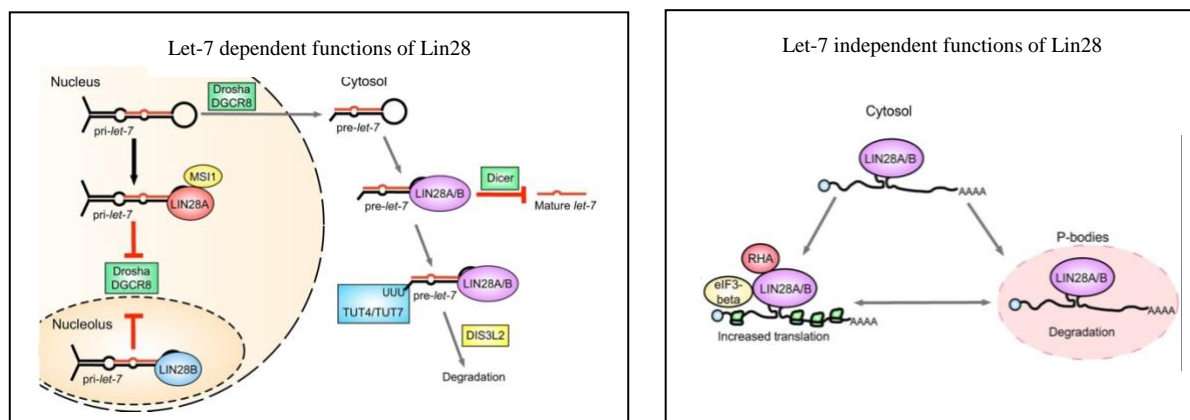 Let-7 dependent functions of Lin28
Nucleus
Cytosol
Drosha
DGCR8
pri-let-7
pre-let-7
MSI1
LIN28A
pri-let-7
LIN28A/B
pre-let-7
Dicer
Mature let-7
Drosha
DGCR8
UUU
pre-let-7
LIN28A/B
TUT4/TUT7
Nucleolus
LIN28B
pri-let-7
DIS3L2
Degradation
Let-7 independent functions of Lin28
Cytosol
LIN28A/B
AAAA
P-bodies
RHA
eIF3-
beta
LIN28A/B
AAAA
Increased translation
LIN28A/B
AAAA
Degradation